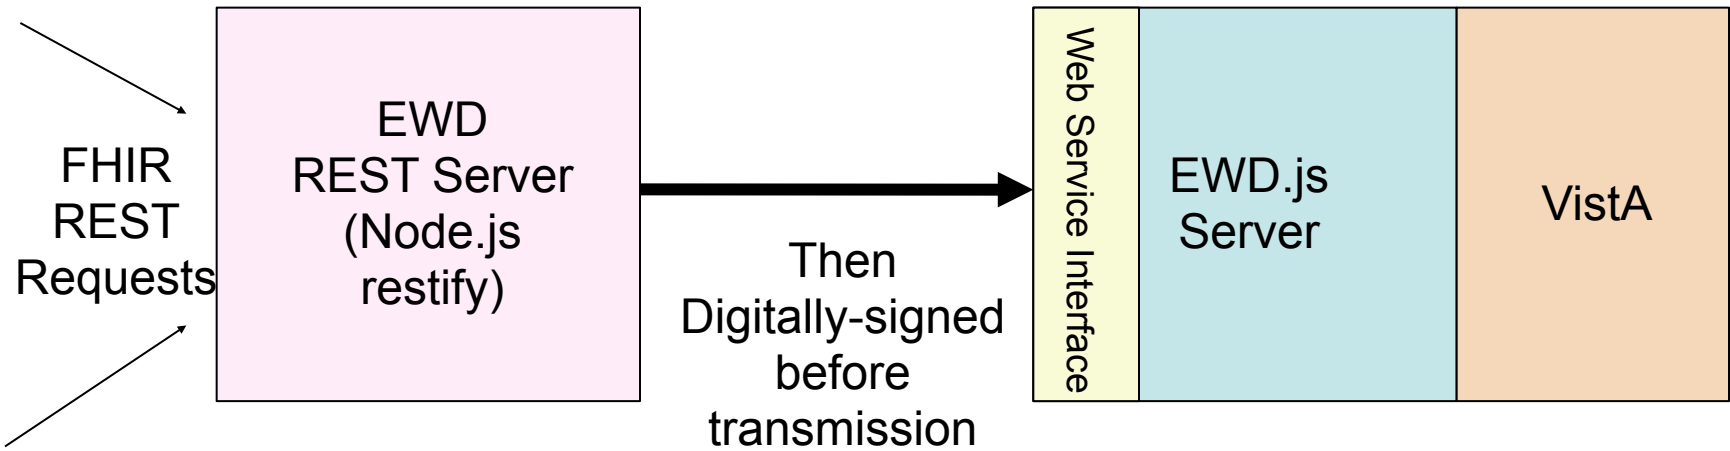 FHIR
REST
Requests
EWD
REST Server
(Node.js
restify)
Then
Digitally-signed
before
transmission
Web Service Interface
EWD.js
Server
VistA